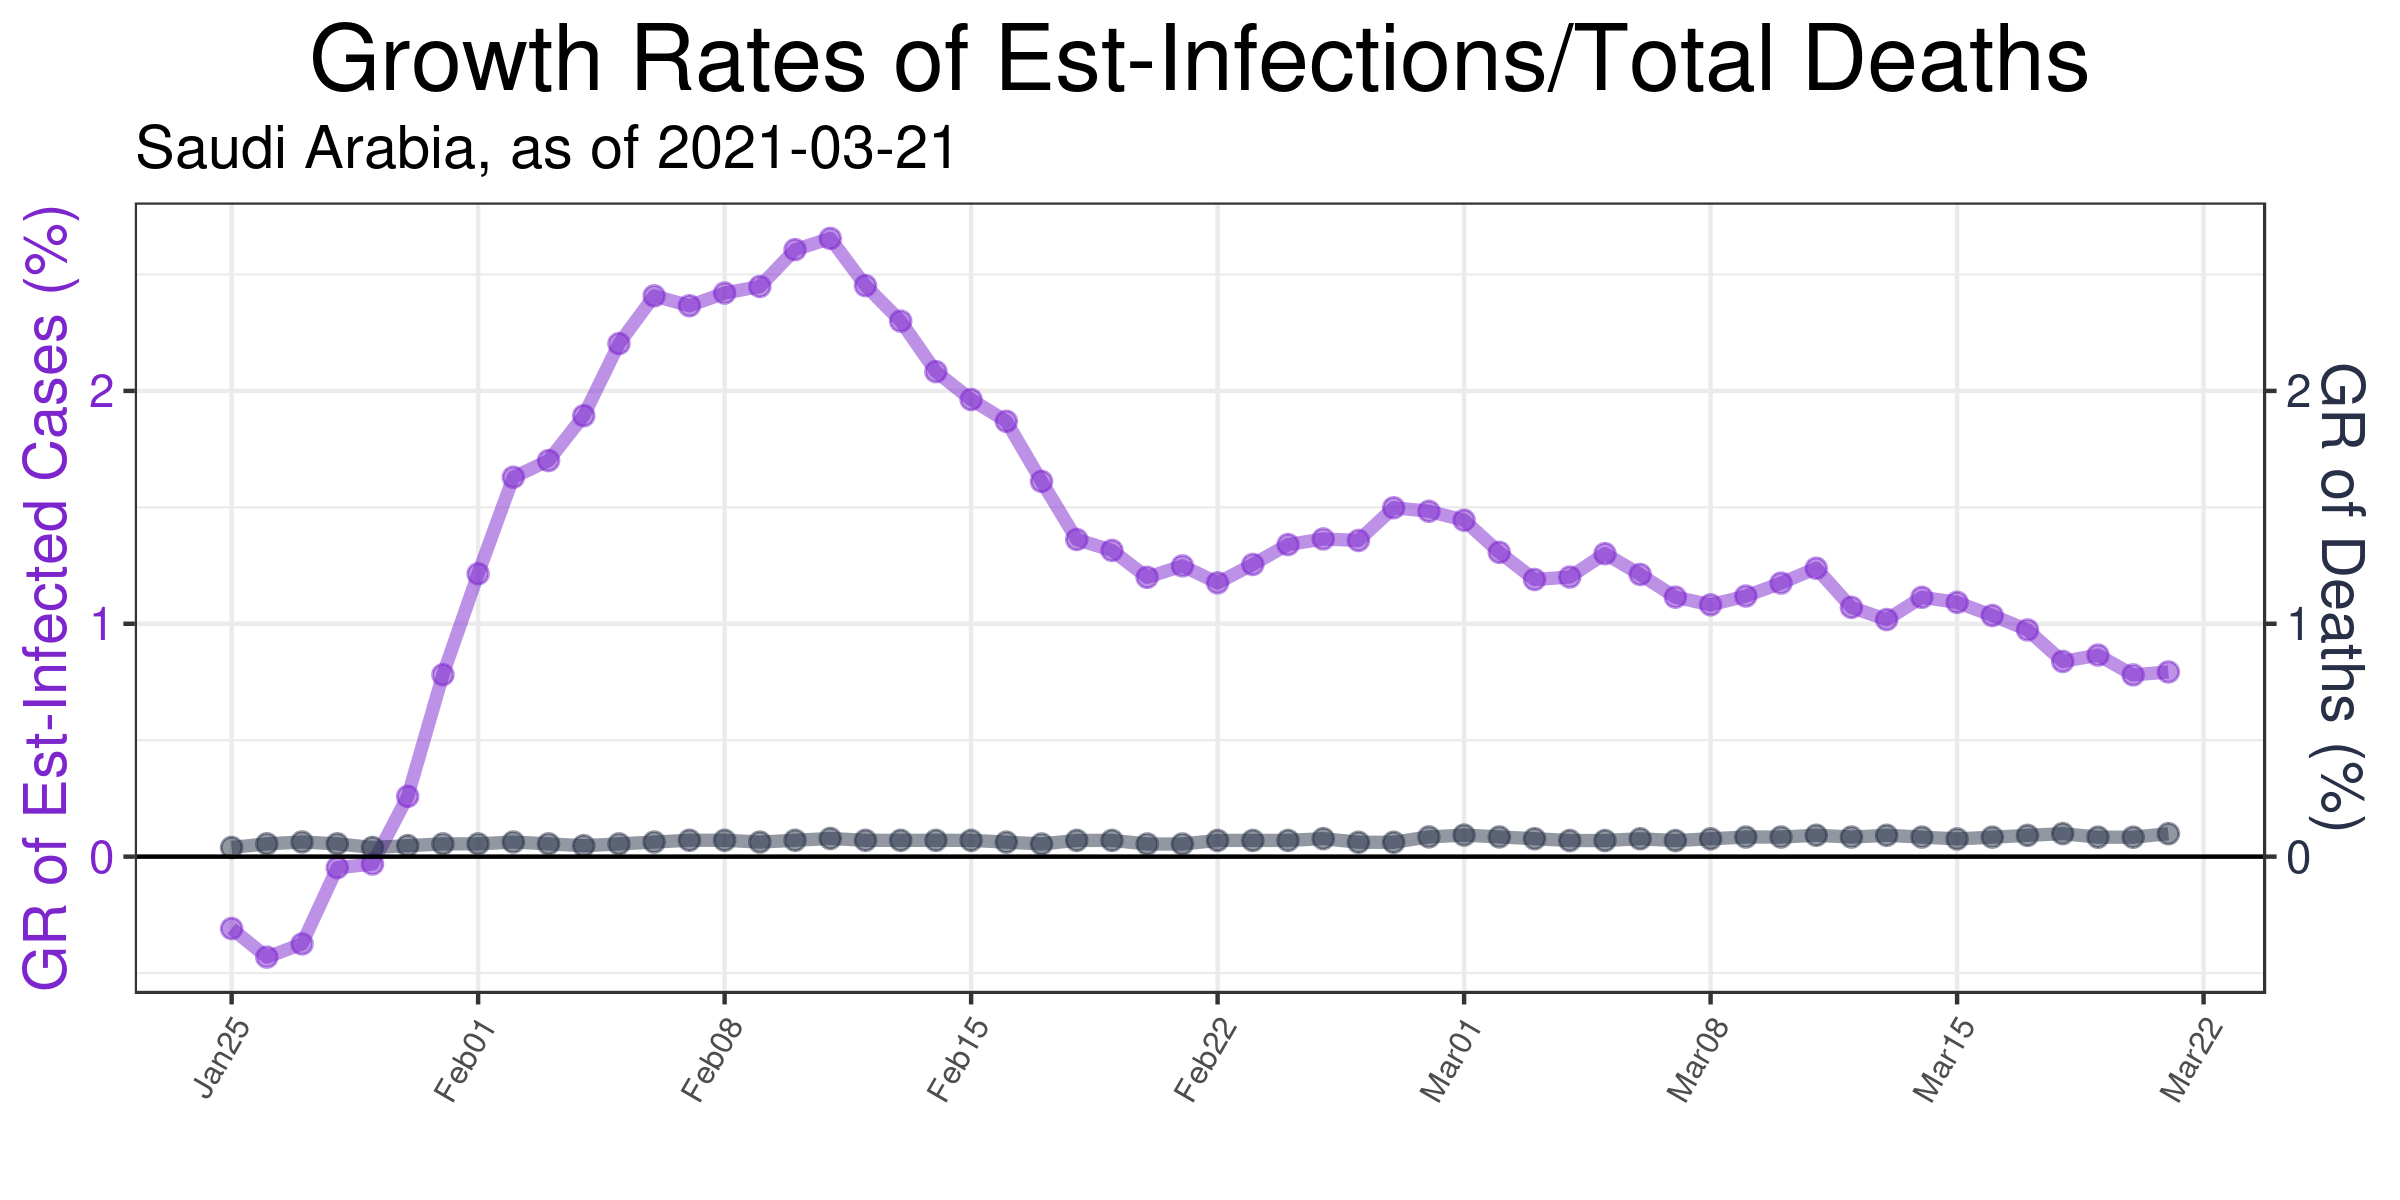 Growth Rates of Est-Infections/Total Deaths
Saudi Arabia, as of 2021-03-21
GR of Est-Infected Cases (%)
2
1
0
2
1
0
GR of Deaths (%)
Jan25
Feb01
Feb08
Feb15
Feb22
Mar01
Mar08
Mar15
Mar22